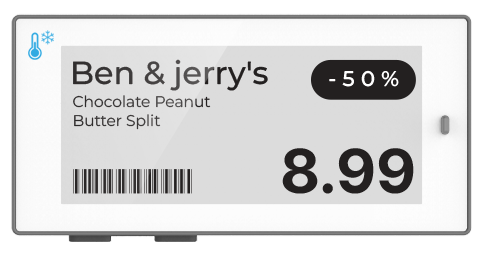 Ben & jerry's
-50%
Chocolate Peanut
Butter Split
8.99